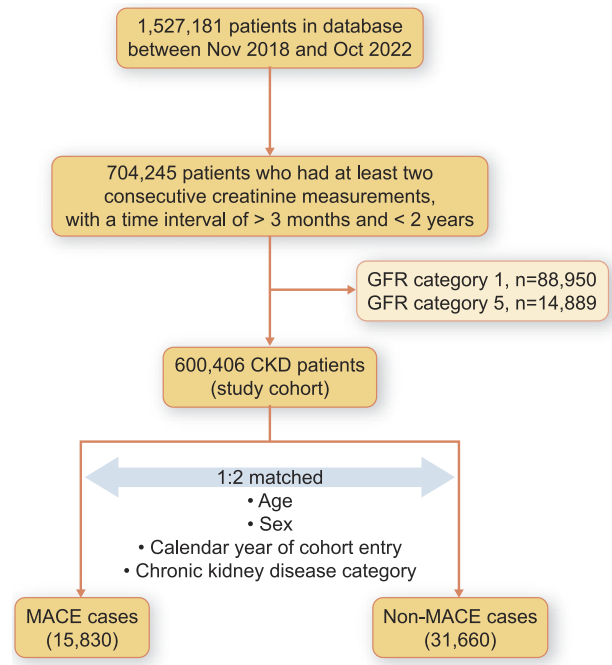 1,527,181 patients in database
between Nov 2018 and Oct 2022
704,245 patients who had at least two
consecutive creatinine measurements,
with a time interval of > 3 months and < 2 years
GFR category 1, n=88,950
GFR category 5, n=14,889
600,406 CKD patients
(study cohort)
1:2 matched
• Age
• Sex
• Calendar year of cohort entry
• Chronic kidney disease category
MACE cases
(15,830)
Non-MACE cases
(31,660)